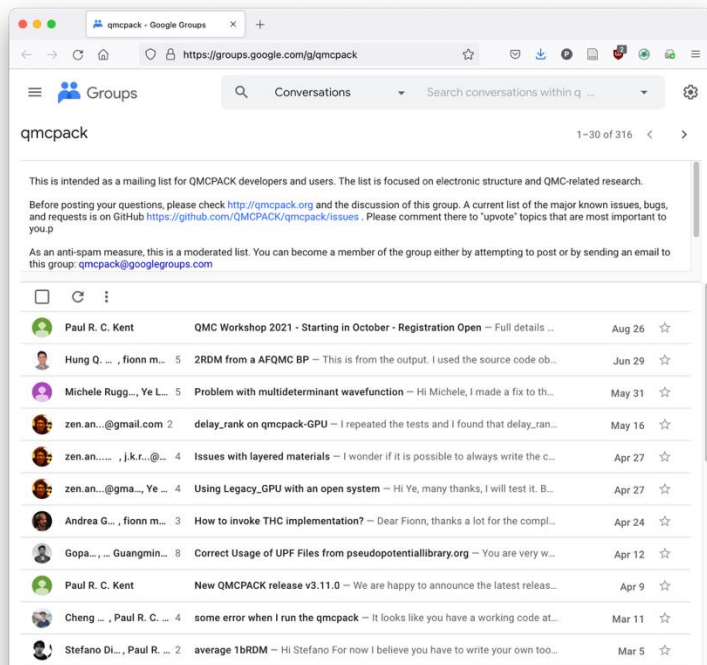 qmcpack - Google Groups
https://groups.google.com/g/qmcpack
2
Groups
Conversations
Search conversations within q ...
qmcpack
1–30 of 316
This is intended as a mailing list for QMCPACK developers and users. The list is focused on electronic structure and QMC-related research.
Before posting your questions, please check http://qmcpack.org and the discussion of this group. A current list of the major known issues, bugs,
and requests is on GitHub https://github.com/QMCPACK/qmcpack/issues . Please comment there to "upvote" topics that are most important to
you.p
As an anti-spam measure, this is a moderated list. You can become a member of the group either by attempting to post or by sending an email to
this group: qmcpack@googlegroups.com
Paul R. C. Kent QMC Workshop 2021 - Starting in October - Registration Open – Full details ... Aug 26
Hung Q. ... , fionn m... 5 2RDM from a AFQMC BP – This is from the output. I used the source code ob... Jun 29
Michele Rugg..., Ye L... 5 Problem with multideterminant wavefunction – Hi Michele, I made a fix to th... May 31
zen.an...@gmail.com 2 delay_rank on qmcpack-GPU – I repeated the tests and I found that delay_ran... May 16
zen.an...... , j.k.r...@... 4 Issues with layered materials – I wonder if it is possible to always write the c... Apr 27
zen.an...@gma..., Ye ... 4 Using Legacy_GPU with an open system – Hi Ye, many thanks, I will test it. B... Apr 27
Andrea G... , fionn m... 3 How to invoke THC implementation? – Dear Fionn, thanks a lot for the compl... Apr 24
Gopa... , ... Guangmin... 8 Correct Usage of UPF Files from pseudopotentiallibrary.org – You are very w... Apr 12
Paul R. C. Kent New QMCPACK release v3.11.0 – We are happy to announce the latest releas... Apr 9
Cheng ... , Paul R. C. ... 4 some error when I run the qmcpack – It looks like you have a working code at... Mar 11
Stefano Di... , Paul R. ... 2 average 1bRDM – Hi Stefano For now I believe you have to write your own too... Mar 5